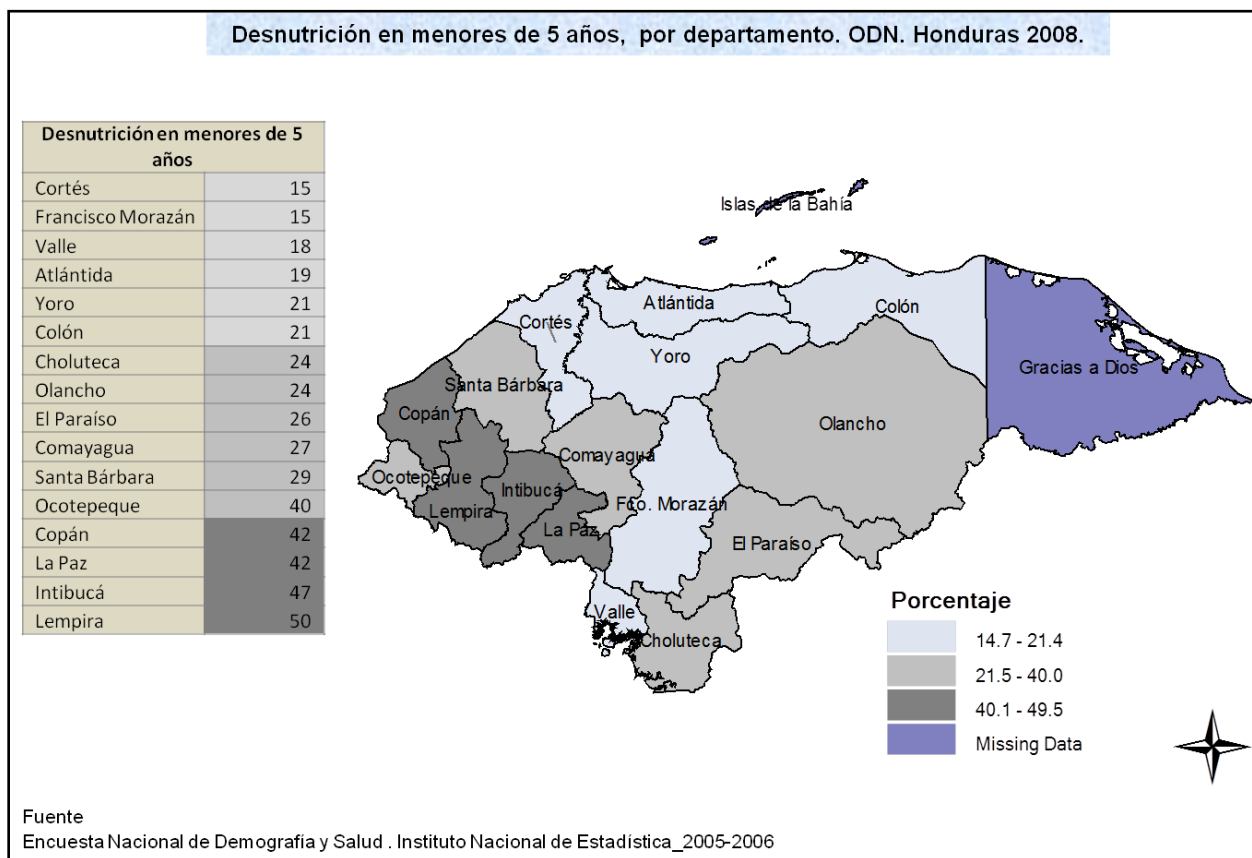 Desnutrición en menores de 5 años, por departamento. ODN. Honduras 2008.
Desnutrición en menores de 5
años
Cortés 15
Francisco Morazán 15
Valle 18
Atlántida 19
Yoro 21
Colón 21
Choluteca 24
Olancho 24
El Paraíso 26
Comayagua 27
Santa Bárbara 29
Ocotepeque 40
Copán 42
La Paz 42
Intibucá 47
Lempira 50
Islas de la Bahía
Atlántida
Colón
Cortés
Yoro
Gracias a Dios
Santa Bárbara
Copán
Olancho
Comayagua
Ocotepeque
Intibucá
Fco. Morazán
Lempira
La Paz
El Paraíso
Valle
Choluteca
Porcentaje
14.7 - 21.4
21.5 - 40.0
40.1 - 49.5
Missing Data
Fuente
Encuesta Nacional de Demografía y Salud . Instituto Nacional de Estadística_2005-2006